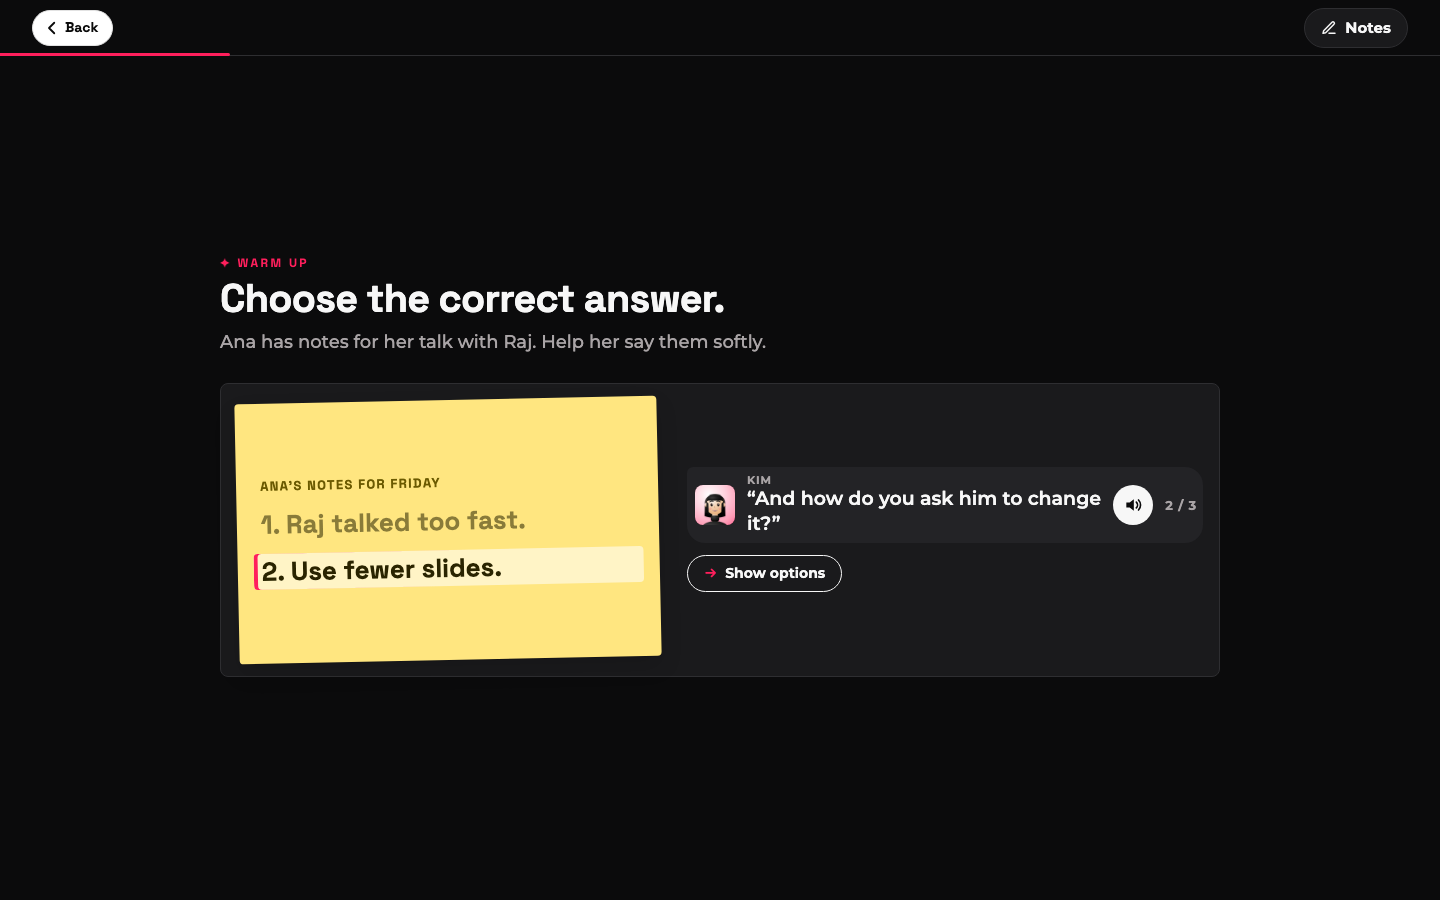 Back
Notes
WARM UP
Choose the correct answer.
Ana has notes for her talk with Raj. Help her say them softly.
ANA'S NOTES FOR FRIDAY
1. Raj talked too fast.
2. Use fewer slides.
KIM
“And how do you ask him to change
it?”
2 / 3
Show options